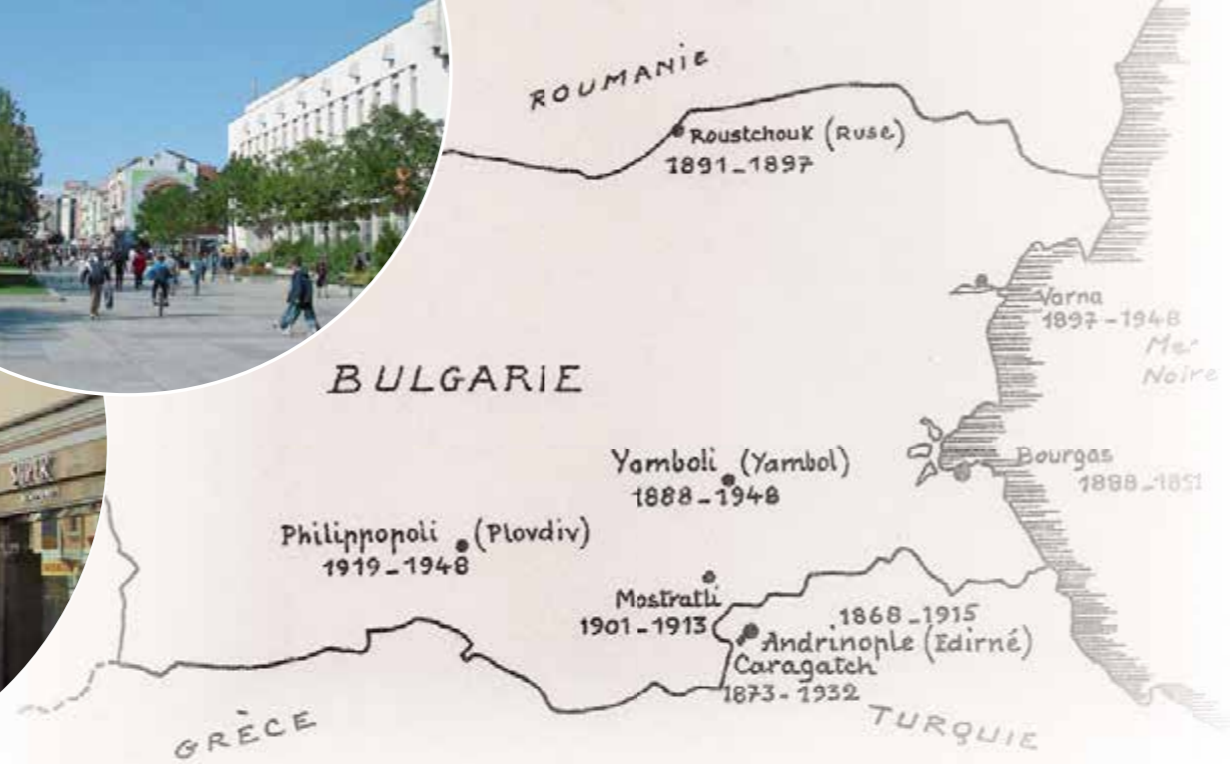 ROUMANIE
Roustchouk (Ruse)
1891-1897
Varna
1897-1948
Mer
Noire
BULGARIE
Yamboli (Yambol)
1888-1948
Bourgas
1888-1851
Philippopoli (Plovdiv)
1919-1948
Mostratli
1901-1913
1868-1915
Andrinople (Edirné)
Caragatch
1873-1932
GRÈCE
TURQUIE